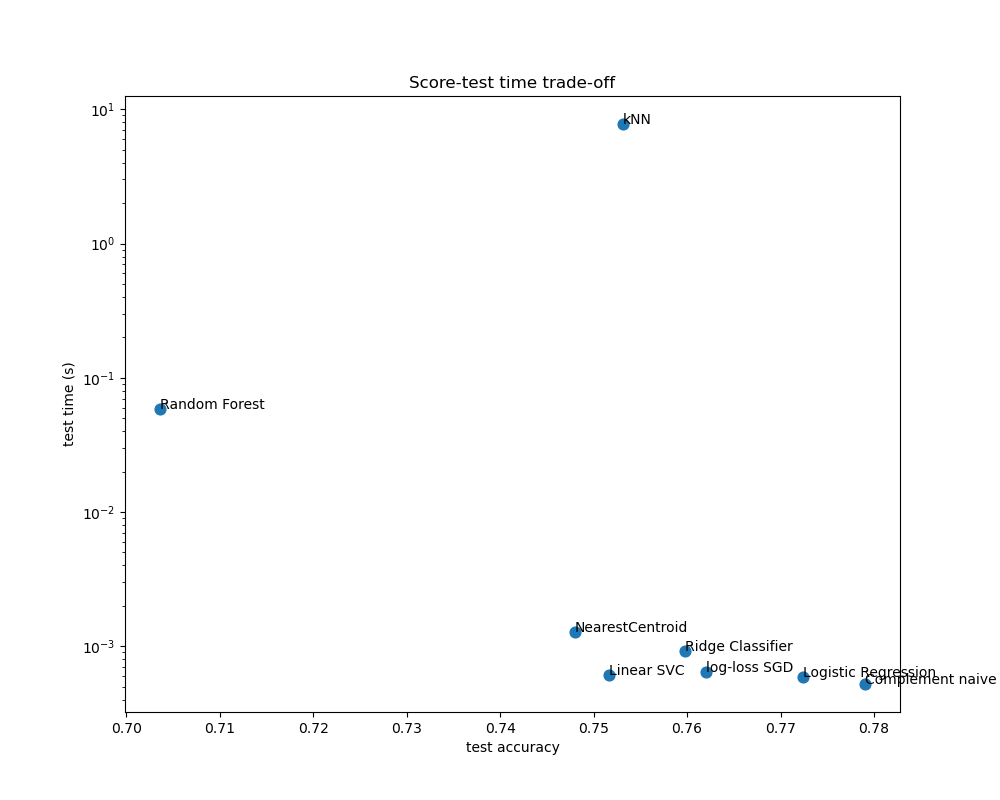 Score-test time trade-off
10¹
kNN
10⁰
test time (s)
10⁻¹
Random Forest
10⁻²
NearestCentroid
10⁻³
Ridge Classifier
Linear SVC
log-loss SGD
Logistic Regression
Complement naive
0.70 0.71 0.72 0.73 0.74 0.75 0.76 0.77 0.78
test accuracy